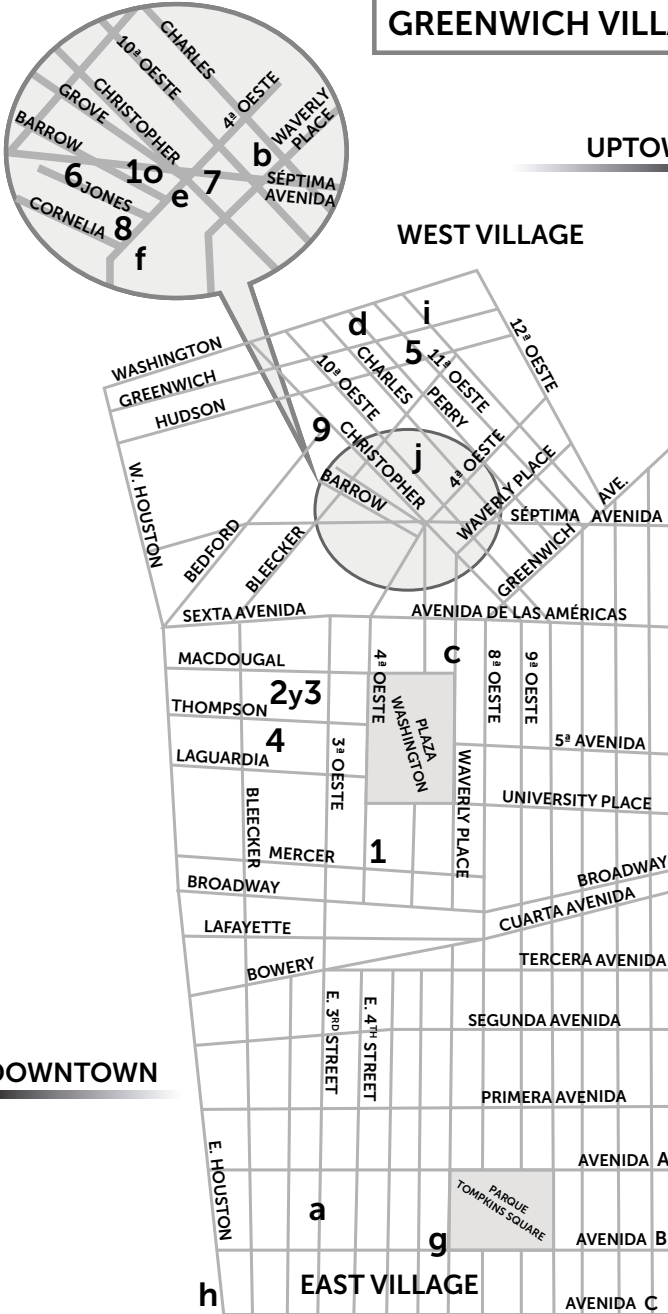 GREENWICH VILLA
UPTOW
WEST VILLAGE
CHARLES
10ª OESTE
CHRISTOPHER
GROVE
BARROW
4ª OESTE
WAVERLY
PLACE
b
SÉPTIMA
AVENIDA
6
1o
7
e
JONES
CORNELIA
8
f
WASHINGTON
GREENWICH
HUDSON
d
i
5
10ª OESTE
CHARLES
11ª OESTE
PERRY
12ª OESTE
9
CHRISTOPHER
j
4ª OESTE
BARROW
WAVERLY PLACE
W. HOUSTON
BEDFORD
BLEECKER
SÉPTIMA AVENIDA
GREENWICH
AVE.
SEXTA AVENIDA
AVENIDA DE LAS AMÉRICAS
MACDOUGAL
4ª OESTE
c
8ª OESTE
9ª OESTE
2y3
THOMPSON
PLAZA
WASHINGTON
4
LAGUARDIA
3ª OESTE
5ª AVENIDA
BLEECKER
WAVERLY PLACE
UNIVERSITY PLACE
MERCER
1
BROADWAY
BROADWAY
LAFAYETTE
CUARTA AVENIDA
BOWERY
TERCERA AVENIDA
E. 3RD STREET
E. 4TH STREET
SEGUNDA AVENIDA
DOWNTOWN
PRIMERA AVENIDA
E. HOUSTON
AVENIDA A
a
PARQUE
TOMPKINS SQUARE
g
AVENIDA B
h
EAST VILLAGE
AVENIDA C